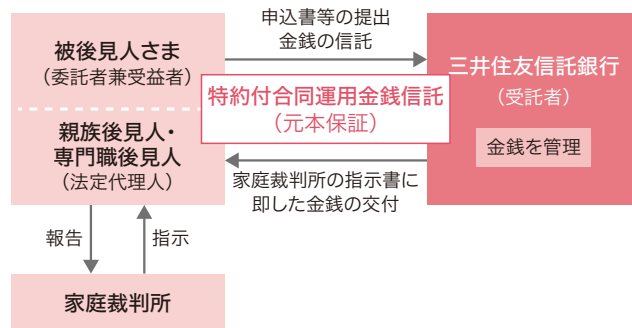 申込書等の提出
金銭の信託
被後見人さま
（委託者兼受益者）
三井住友信託銀行
（受託者）
特約付合同運用金銭信託
（元本保証）
親族後見人・
専門職後見人
（法定代理人）
金銭を管理
家庭裁判所の指示書に
即した金銭の交付
報告
指示
家庭裁判所